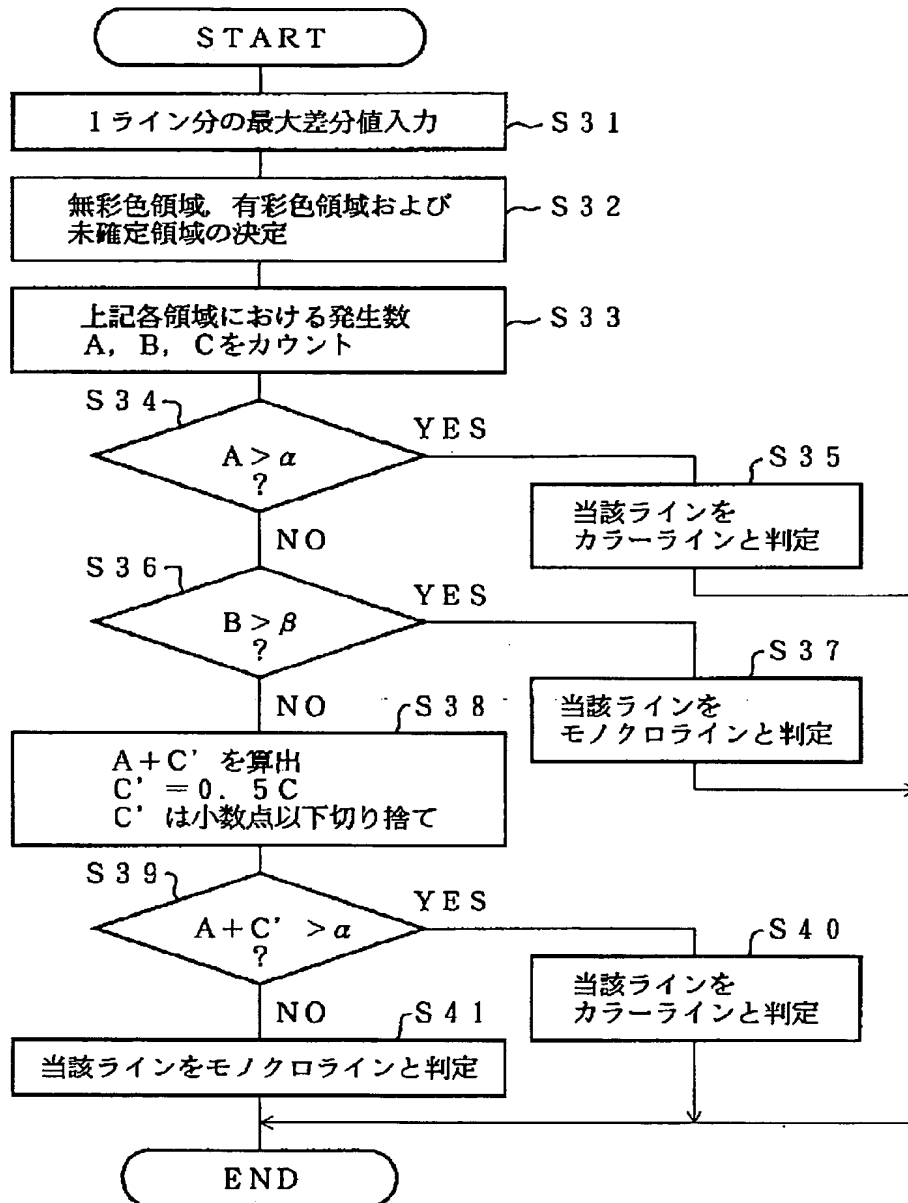 START
1ライン分の最大差分値入力
S31
無彩色領域，有彩色領域および
未確定領域の決定
S32
上記各領域における発生数
A，B，Cをカウント
S33
S34
A＞α
?
YES
NO
S35
当該ラインを
カラーラインと判定
S36
B＞β
?
YES
NO
S37
当該ラインを
モノクロラインと判定
S38
A＋C'を算出
C'＝0．5C
C'は小数点以下切り捨て
S39
A＋C'＞α
?
YES
NO
S40
当該ラインを
カラーラインと判定
S41
当該ラインをモノクロラインと判定
END